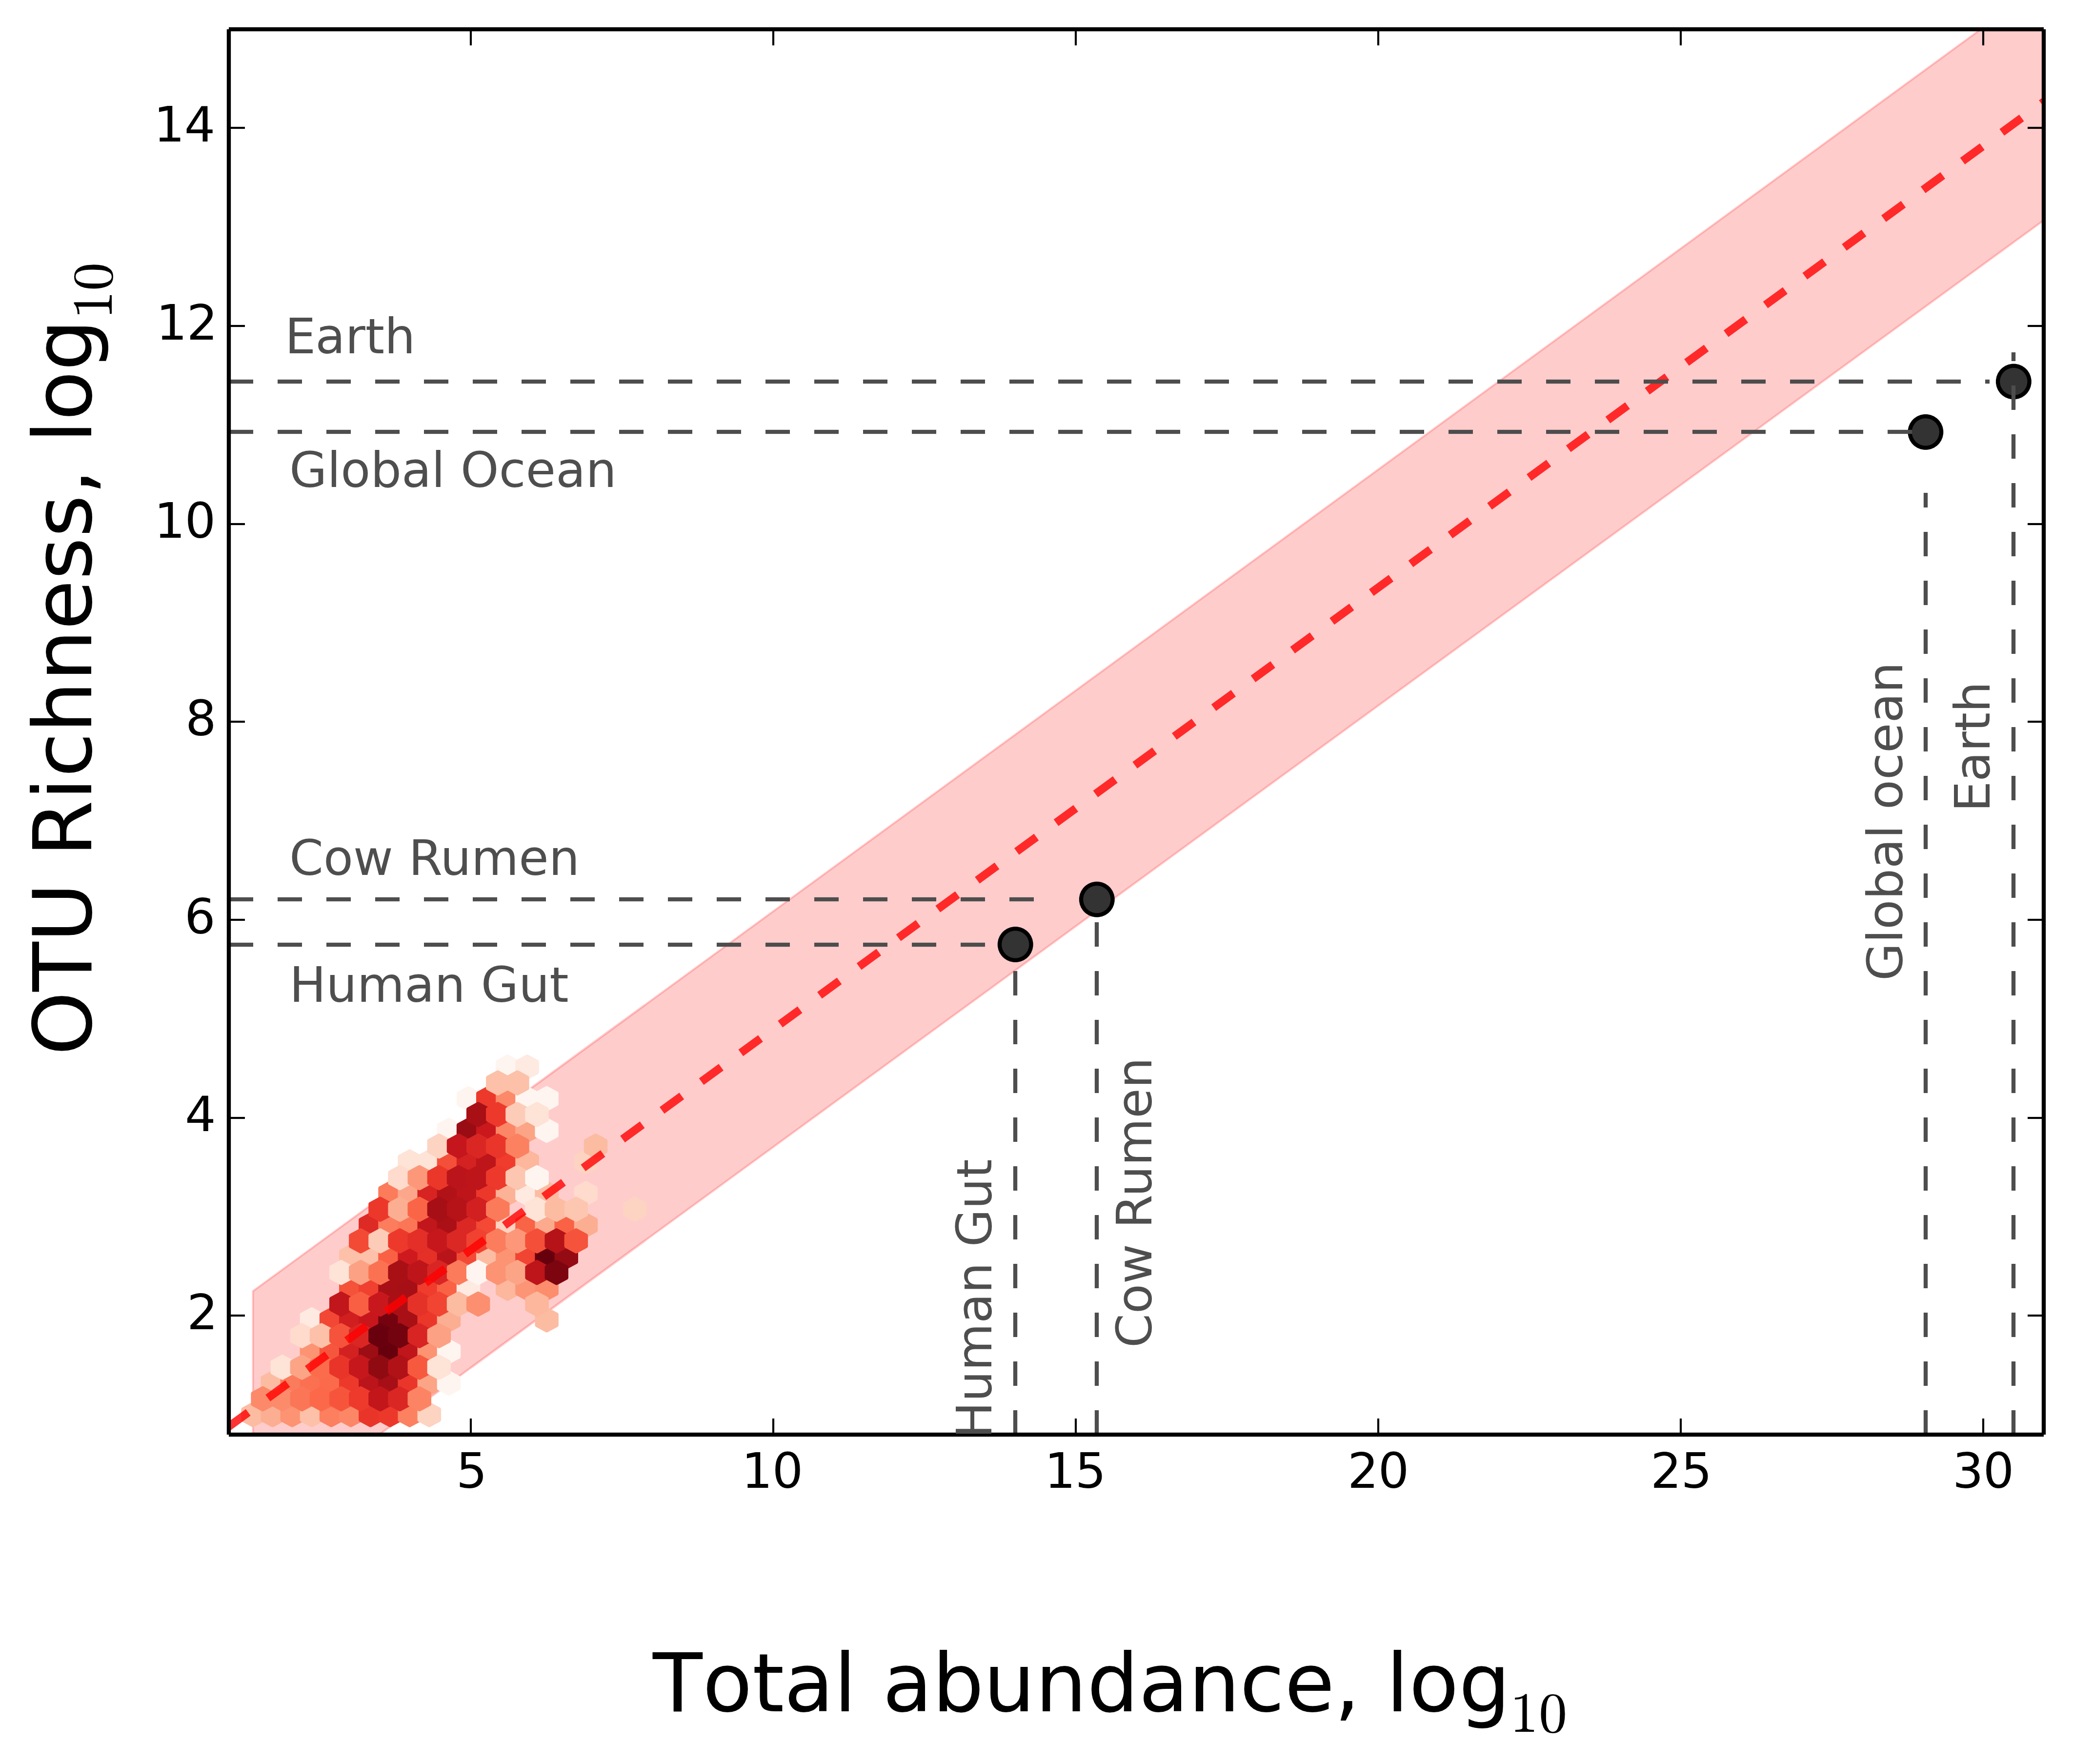 OTU Richness, log10
14
12
10
8
6
4
2
Earth
Global Ocean
Cow Rumen
Human Gut
Human Gut
Cow Rumen
Global ocean
Earth
5
10
15
20
25
30
Total abundance, log10